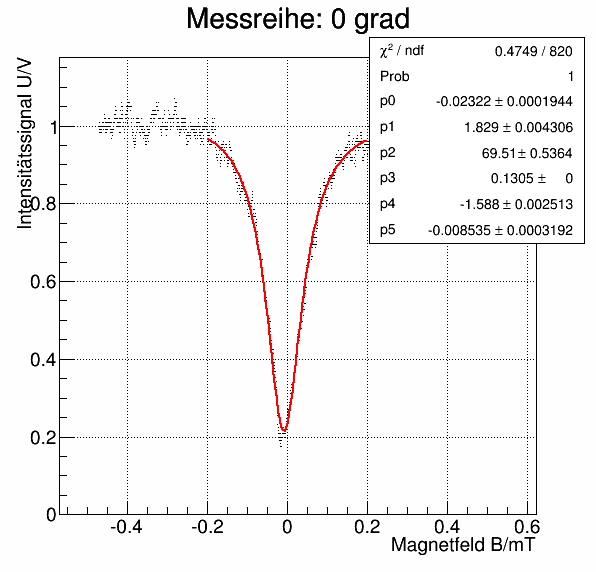 Messreihe: 0 grad
χ² / ndf 0.4749 / 820
Prob 1
p0 -0.02322 ± 0.0001944
p1 1.829 ± 0.004306
p2 69.51 ± 0.5364
p3 0.1305 ± 0
p4 -1.588 ± 0.002513
p5 -0.008535 ± 0.0003192
Intensitätssignal U/V
1
0.8
0.6
0.4
0.2
0
-0.4 -0.2 0 0.2 0.4 0.6
Magnetfeld B/mT